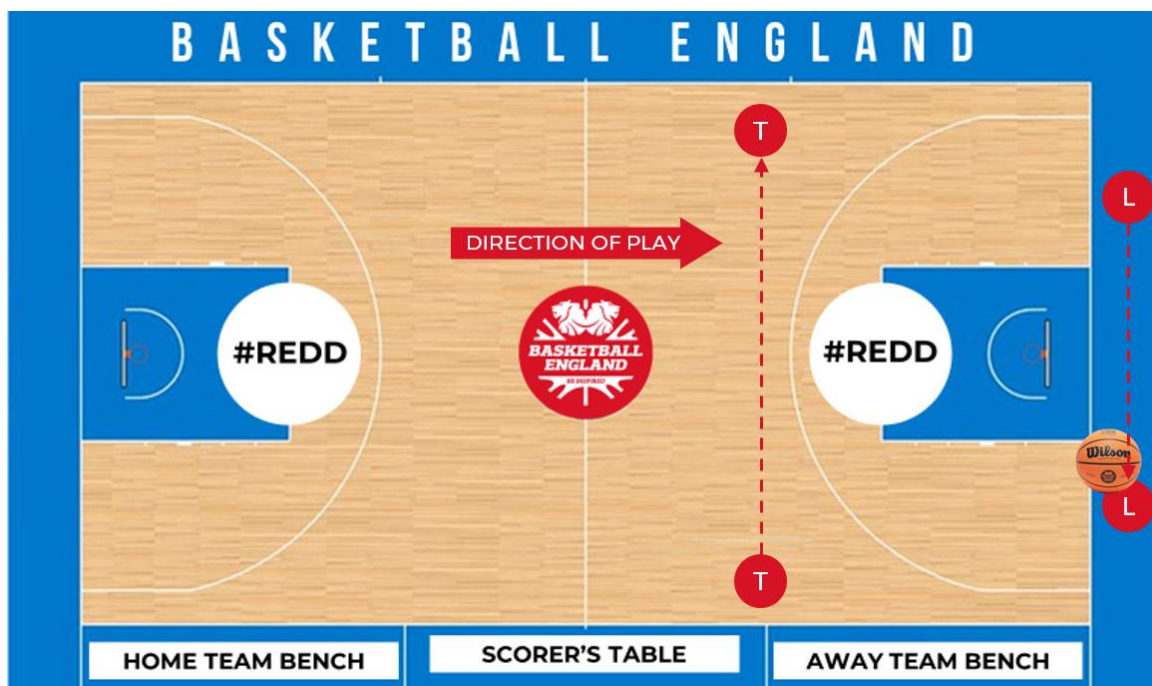 BASKETBALL ENGLAND
T
L
DIRECTION OF PLAY
BASKETBALL
ENGLAND
#REDD
#REDD
Wilson
L
T
HOME TEAM BENCH
SCORER'S TABLE
AWAY TEAM BENCH